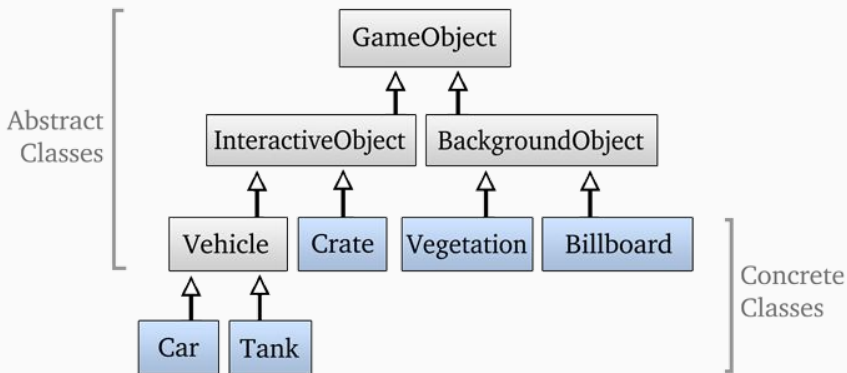 GameObject
Abstract
Classes
InteractiveObject
BackgroundObject
Vehicle
Crate
Vegetation
Billboard
Concrete
Classes
Car
Tank